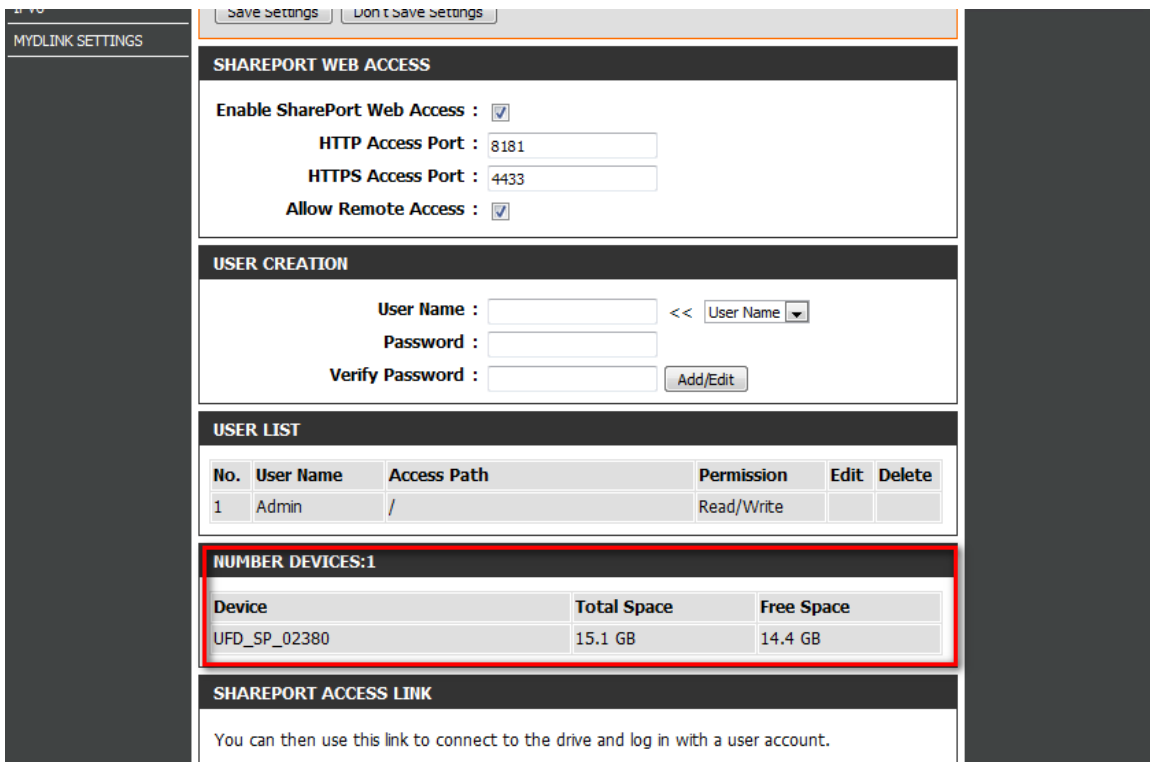 Save Settings Don't Save Settings
MYDLINK SETTINGS
SHAREPORT WEB ACCESS
Enable SharePort Web Access :
HTTP Access Port : 8181
HTTPS Access Port : 4433
Allow Remote Access :
USER CREATION
User Name : << User Name
Password :
Verify Password : Add/Edit
USER LIST
No. User Name Access Path Permission Edit Delete
1 Admin / Read/Write
NUMBER DEVICES:1
Device Total Space Free Space
UFD_SP_02380 15.1 GB 14.4 GB
SHAREPORT ACCESS LINK
You can then use this link to connect to the drive and log in with a user account.